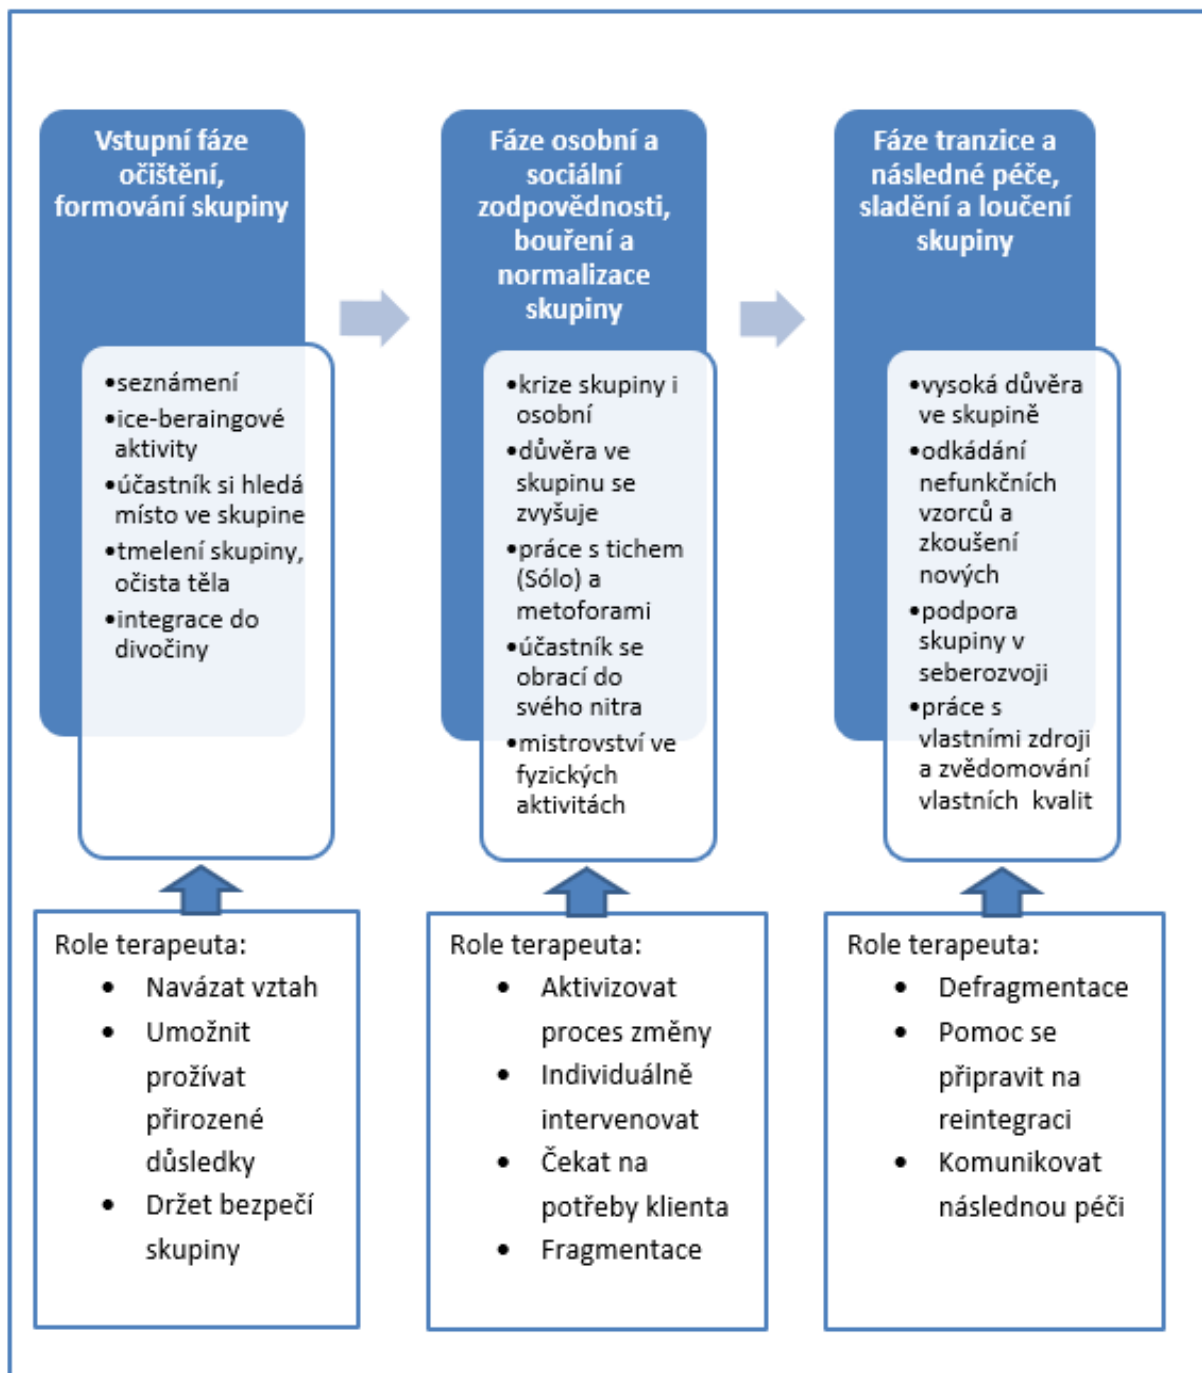 Vstupní fáze
očištění,
formování skupiny
•seznámení
•ice-beraingové
aktivity
•účastník si hledá
místo ve skupine
•tmelení skupiny,
očista těla
•integrace do
divočiny
Role terapeuta:
• Navázat vztah
• Umožnit
prožívat
přirozené
důsledky
• Držet bezpečí
skupiny
Fáze osobní a
sociální
zodpovědnosti,
bouření a
normalizace
skupiny
•krize skupiny i
osobní
•důvěra ve
skupinu se
zvyšuje
•práce s tichem
(Sólo) a
metoforami
•účastník se
obrací do
svého nitra
•mistrovství ve
fyzických
aktivitách
Role terapeuta:
• Aktivizovat
proces změny
• Individuálně
intervenovat
• Čekat na
potřeby klienta
• Fragmentace
Fáze tranzice a
následné péče,
sladění a loučení
skupiny
•vysoká důvěra
ve skupině
•odkádání
nefunkčních
vzorců a
zkoušení
nových
•podpora
skupiny v
seberozvoji
•práce s
vlastními zdroji
a zvědomování
vlastních kvalit
Role terapeuta:
• Defragmentace
• Pomoc se
připravit na
reintegraci
• Komunikovat
následnou péči